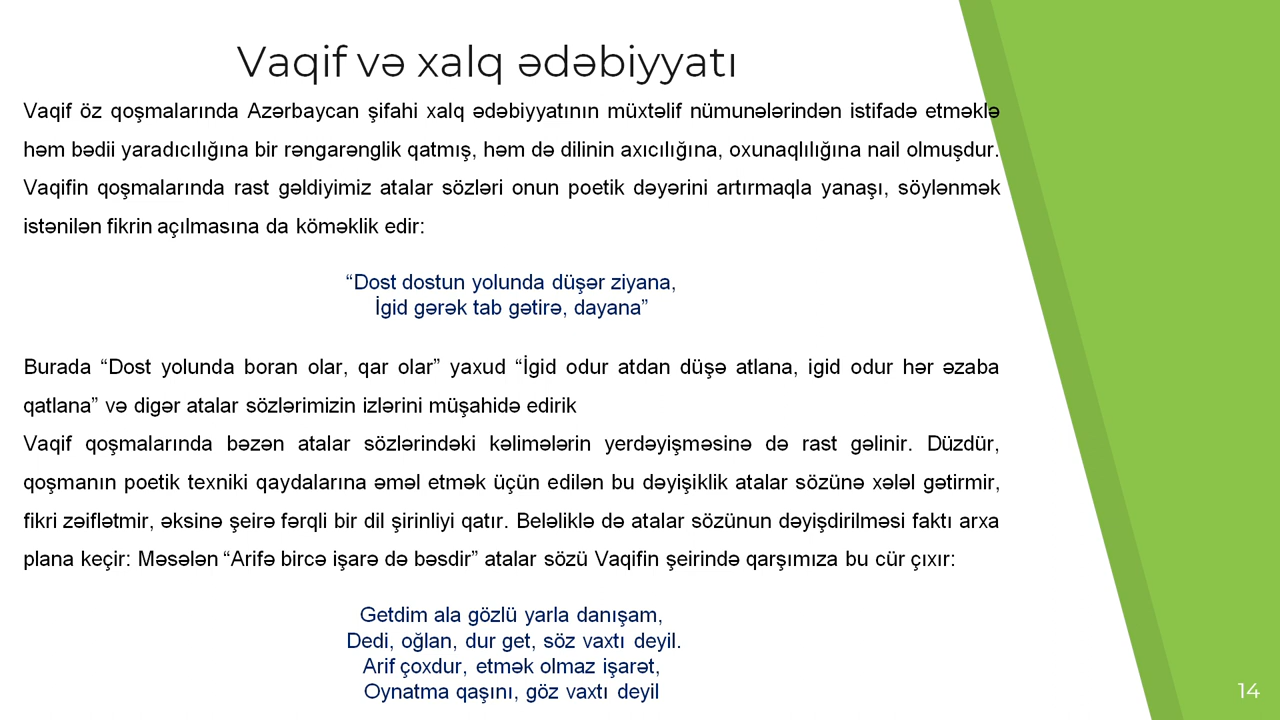 Vaqif və xalq ədəbiyyatı
Vaqif öz qoşmalarında Azərbaycan şifahi xalq ədəbiyyatının müxtəlif nümunələrindən istifadə etməklə
həm bədii yaradıcılığına bir rəngarənglik qatmış, həm də dilinin axıcılığına, oxunaqlılığına nail olmuşdur.
Vaqifin qoşmalarında rast gəldiyimiz atalar sözləri onun poetik dəyərini artırmaqla yanaşı, söylənmək
istənilən fikrin açılmasına da köməklik edir:
“Dost dostun yolunda düşər ziyana,
İgid gərək tab gətirə, dayana”
Burada “Dost yolunda boran olar, qar olar” yaxud “İgid odur atdan düşə atlana, igid odur hər əzaba
qatlana” və digər atalar sözlərimizin izlərini müşahidə edirik
Vaqif qoşmalarında bəzən atalar sözlərindəki kəlimələrin yerdəyişməsinə də rast gəlinir. Düzdür,
qoşmanın poetik texniki qaydalarına əməl etmək üçün edilən bu dəyişiklik atalar sözünə xələl gətirmir,
fikri zəiflətmir, əksinə şeirə fərqli bir dil şirinliyi qatır. Beləliklə də atalar sözünun dəyişdirilməsi faktı arxa
plana keçir: Məsələn “Arifə bircə işarə də bəsdir” atalar sözü Vaqifin şeirində qarşımıza bu cür çıxır:
Getdim ala gözlü yarla danışam,
Dedi, oğlan, dur get, söz vaxtı deyil.
Arif çoxdur, etmək olmaz işarət,
Oynatma qaşını, göz vaxtı deyil
14